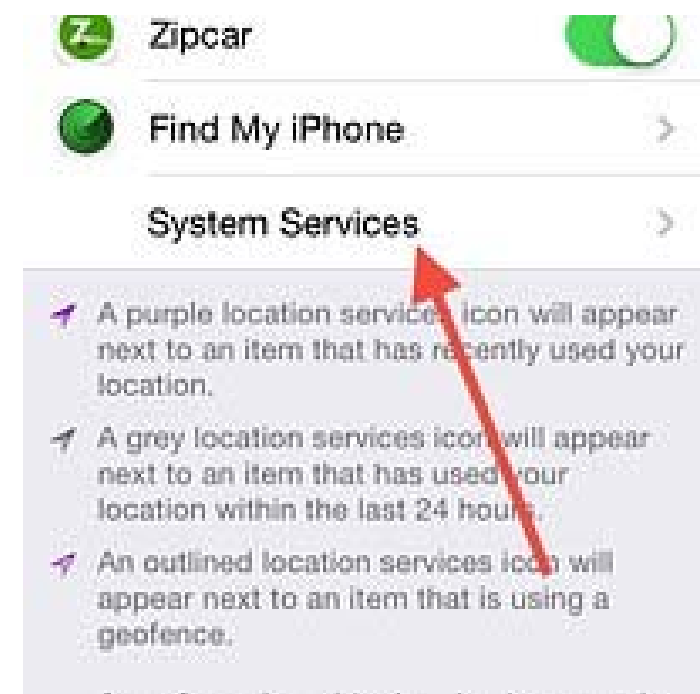 Zipcar
Find My iPhone
System Services
A purple location services icon will appear
next to an item that has recently used your
location.
A grey location services icon will appear
next to an item that has used your
location within the last 24 hours.
An outlined location services icon will
appear next to an item that is using a
geofence.